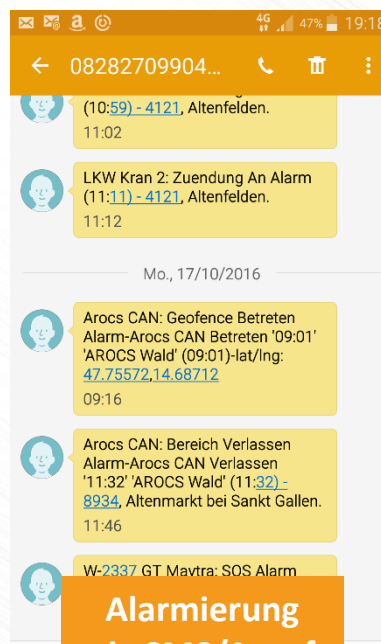 4G 47% 19:18
08282709904...
(10:59) - 4121, Altenfelden.
11:02
LKW Kran 2: Zuendung An Alarm
(11:11) - 4121, Altenfelden.
11:12
Mo., 17/10/2016
Arocs CAN: Geofence Betreten
Alarm-Arocs CAN Betreten '09:01'
'AROCS Wald' (09:01)-lat/lng:
47.75572,14.68712
09:16
Arocs CAN: Bereich Verlassen
Alarm-Arocs CAN Verlassen
'11:32' 'AROCS Wald' (11:32) -
8934, Altenmarkt bei Sankt Gallen.
11:46
W-2337 GT Maytra: SOS Alarm
Alarmierung